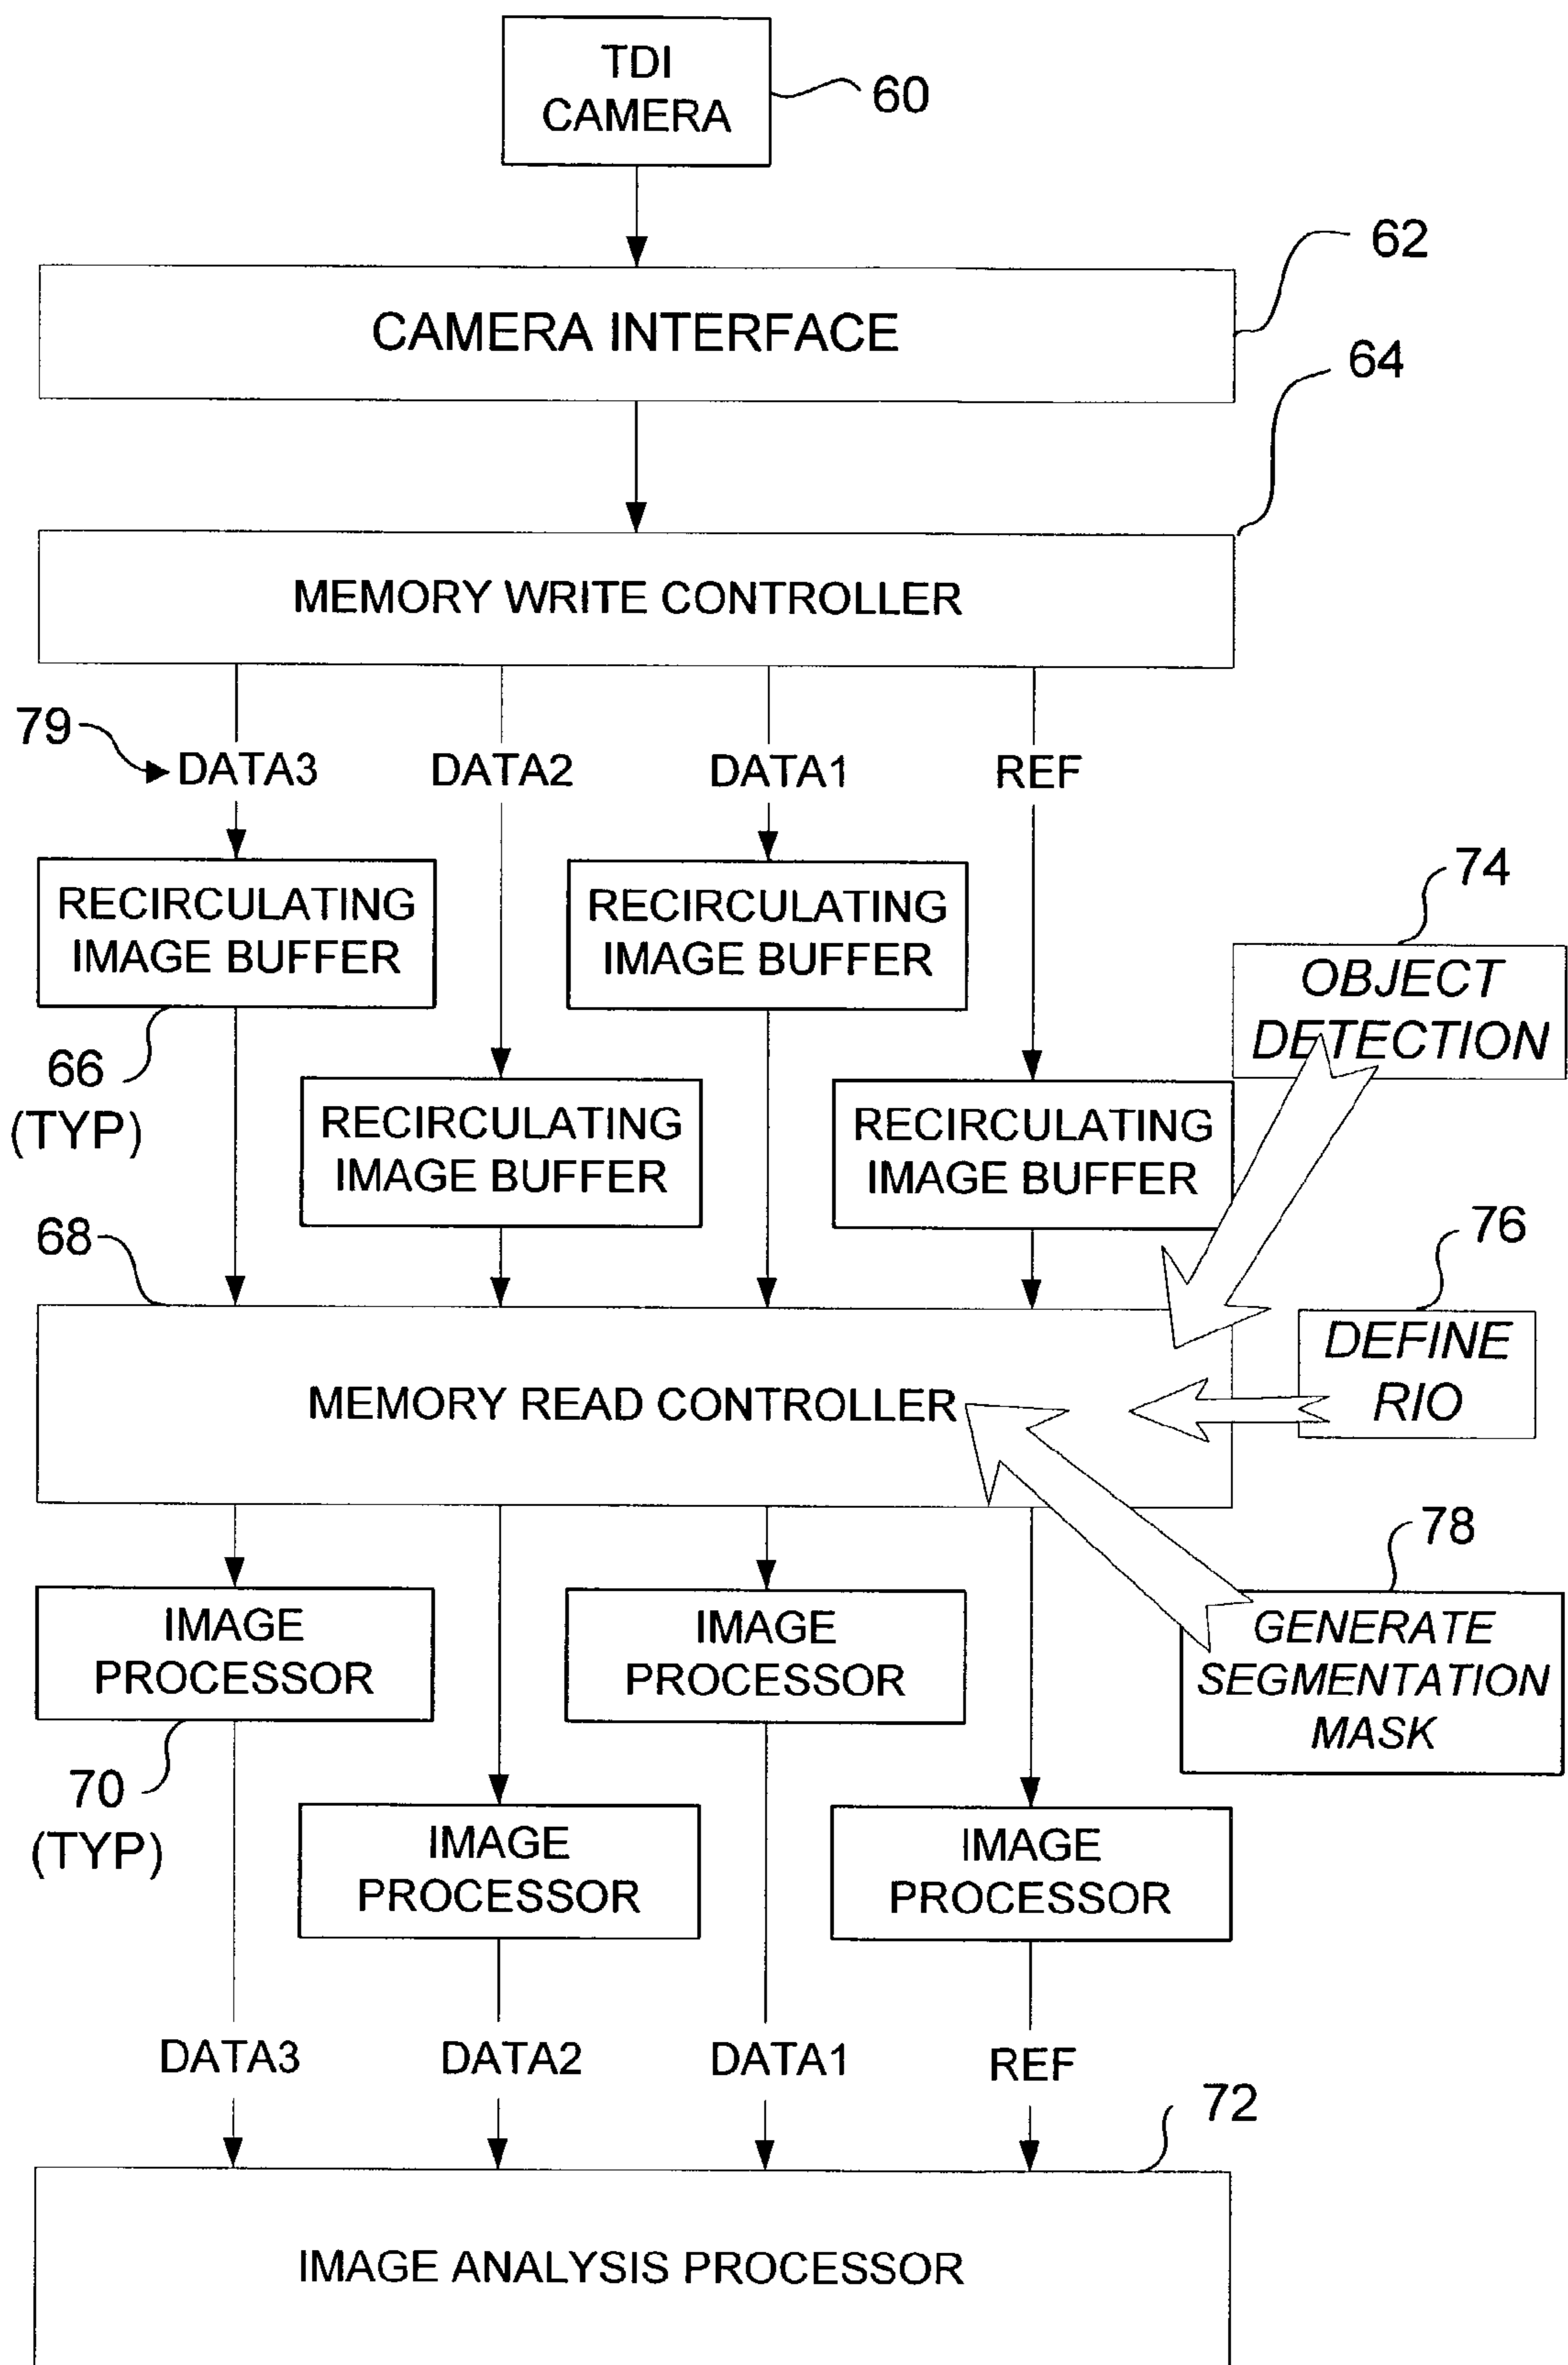 TDI
CAMERA
60
62
CAMERA INTERFACE
64
MEMORY WRITE CONTROLLER
79
DATA3 DATA2 DATA1 REF
RECIRCULATING
IMAGE BUFFER
RECIRCULATING
IMAGE BUFFER
74
OBJECT
DETECTION
66
(TYP)
RECIRCULATING
IMAGE BUFFER
RECIRCULATING
IMAGE BUFFER
68
76
DEFINE
RIO
MEMORY READ CONTROLLER
78
GENERATE
SEGMENTATION
MASK
IMAGE
PROCESSOR
IMAGE
PROCESSOR
70
(TYP)
IMAGE
PROCESSOR
IMAGE
PROCESSOR
DATA3 DATA2 DATA1 REF
72
IMAGE ANALYSIS PROCESSOR